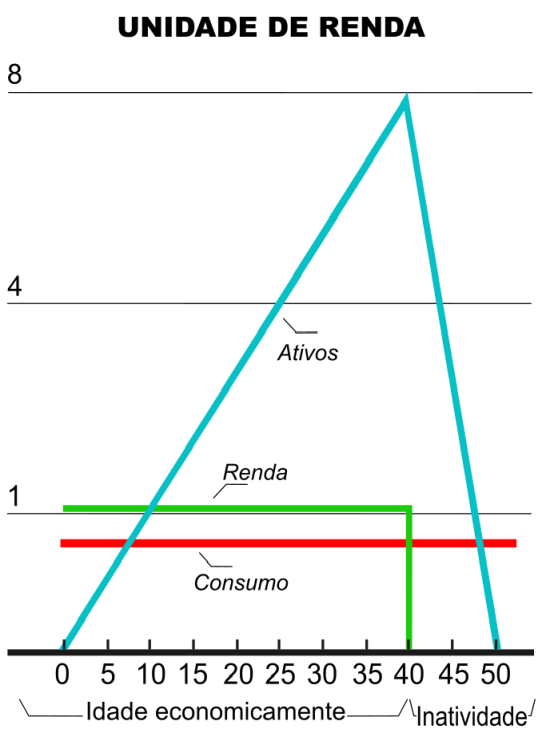 UNIDADE DE RENDA
8
4
Ativos
Renda
1
Consumo
0 5 10 15 20 25 30 35 40 45 50
Idade economicamente Inatividade